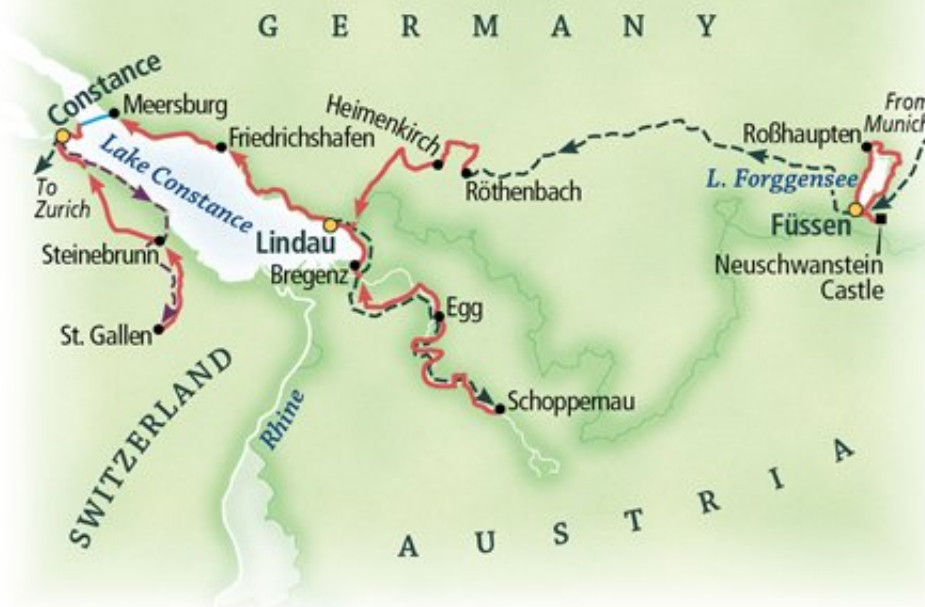 GERMANY
Constance
Meersburg
Heimenkirch
From
Munich
Friedrichshafen
Roßhaupten
Lake Constance
To
Zurich
Röthenbach
L. Forggensee
Füssen
Lindau
Steinebrunn
Bregenz
Neuschwanstein
Castle
Egg
St. Gallen
SWITZERLAND
Rhine
Schoppernau
AUSTRIA